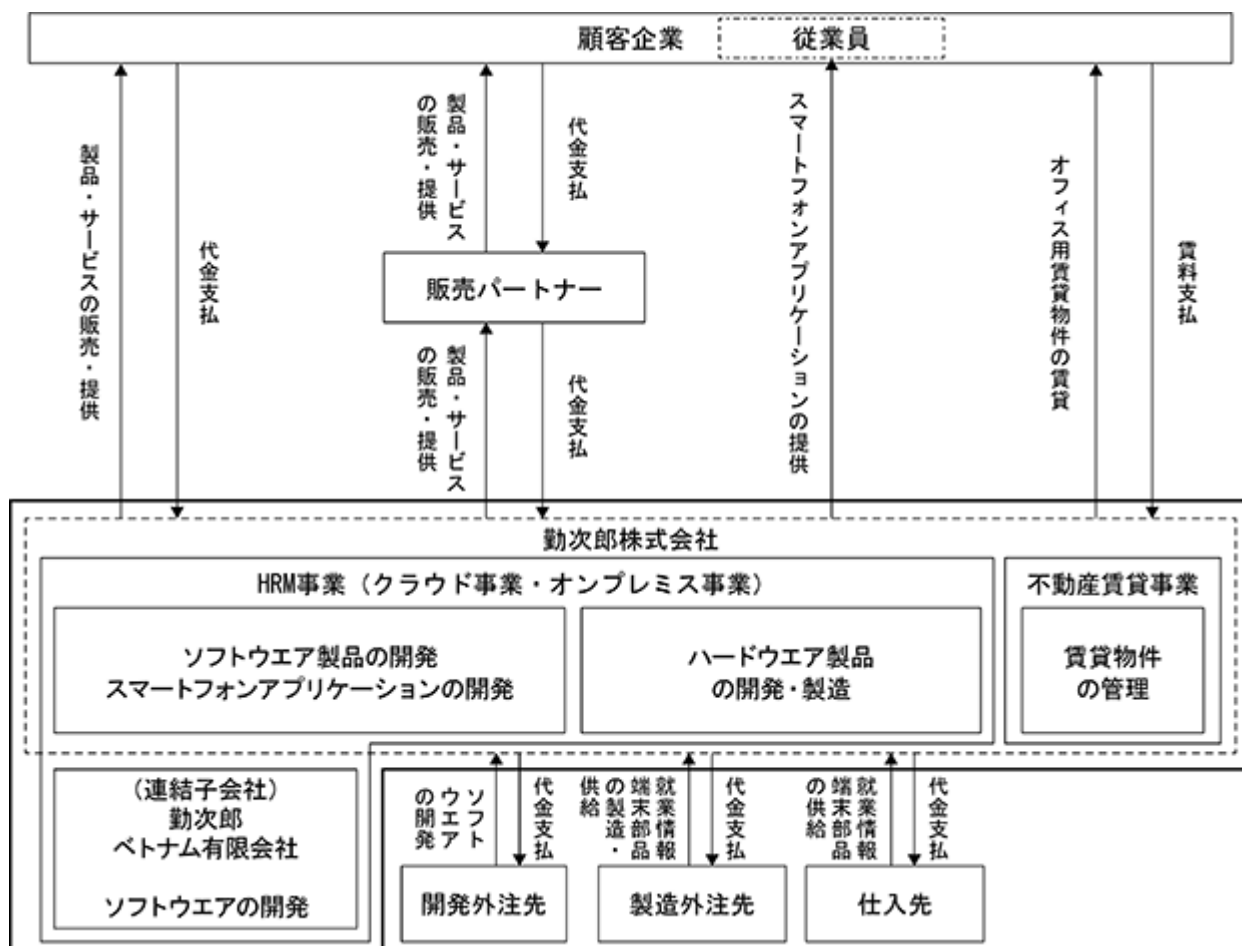 顧客企業
従業員
製品・サービスの販売・提供
代金支払
製品・サービス
の販売・提供
代金支払
スマートフォンアプリケーションの提供
オフィス用賃貸物件の賃貸
賃料支払
販売パートナー
製品・サービス
の販売・提供
代金支払
勤次郎株式会社
HRM事業（クラウド事業・オンプレミス事業）
不動産賃貸事業
ソフトウエア製品の開発
スマートフォンアプリケーションの開発
ハードウエア製品
の開発・製造
賃貸物件
の管理
（連結子会社）
勤次郎
ベトナム有限会社
ソフトウエアの開発
ソフト
ウエア
の開発
代金支払
就業情報
端末部品
の製造・
供給
代金支払
就業情報
端末部品
の供給
代金支払
開発外注先
製造外注先
仕入先